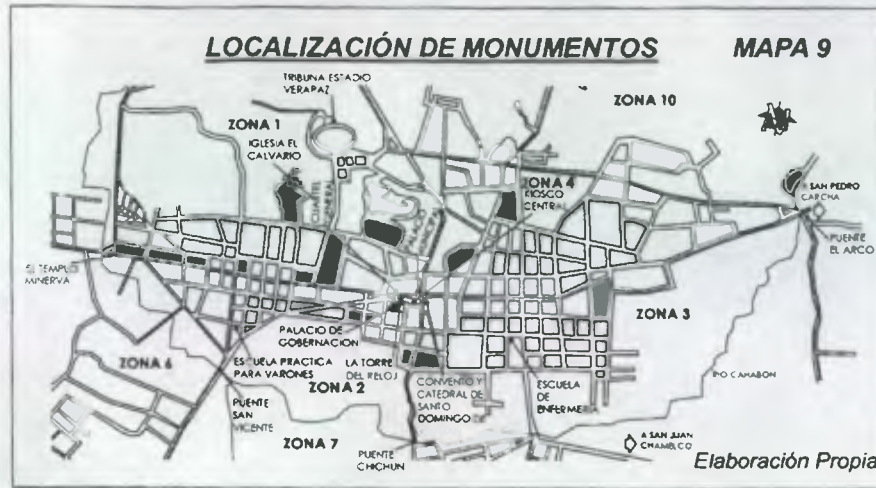 LOCALIZACIÓN DE MONUMENTOS MAPA 9
TRIBUNA ESTADIO
VERAPAZ
ZONA 10
ZONA 1
IGLESIA EL
CALVARIO
CUARTEL
GENERAL
ZONA 4
KIOSCO
CENTRAL
PALACIO
A SAN PEDRO
CARCHA
PUENTE
EL ARCO
EL TEMPLO
MINERVA
ZONA 3
PALACIO DE
GOBERNACION
ZONA 6
ESCUELA PRACTICA
PARA VARONES
LA TORRE
DEL RELOJ
ZONA 2
CONVENTO Y
CATEDRAL DE
SANTO
DOMINGO
ESCUELA
DE
ENFERMERIA
RIO CAHABON
PUENTE
SAN
VICENTE
ZONA 7
PUENTE
CHICHUN
A SAN JUAN
CHAMELCO
Elaboración Propia